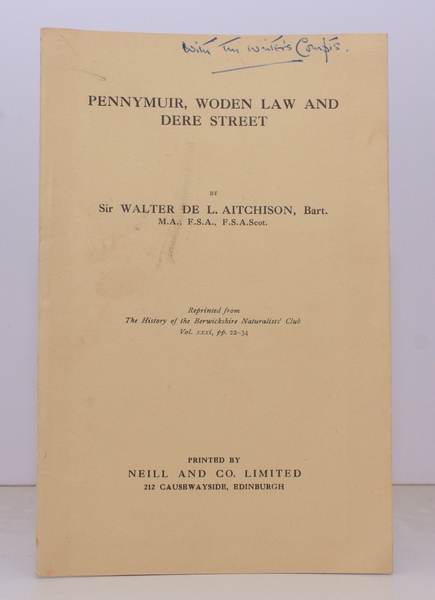 With the writer's Compts.
PENNYMUIR, WODEN LAW AND
DERE STREET
BY
Sir WALTER DE L. AITCHISON, Bart.
M.A., F.S.A., F.S.A.Scot.
Reprinted from
The History of the Berwickshire Naturalists' Club
Vol. xxxi, pp. 22-34
PRINTED BY
NEILL AND CO. LIMITED
212 CAUSEWAYSIDE, EDINBURGH